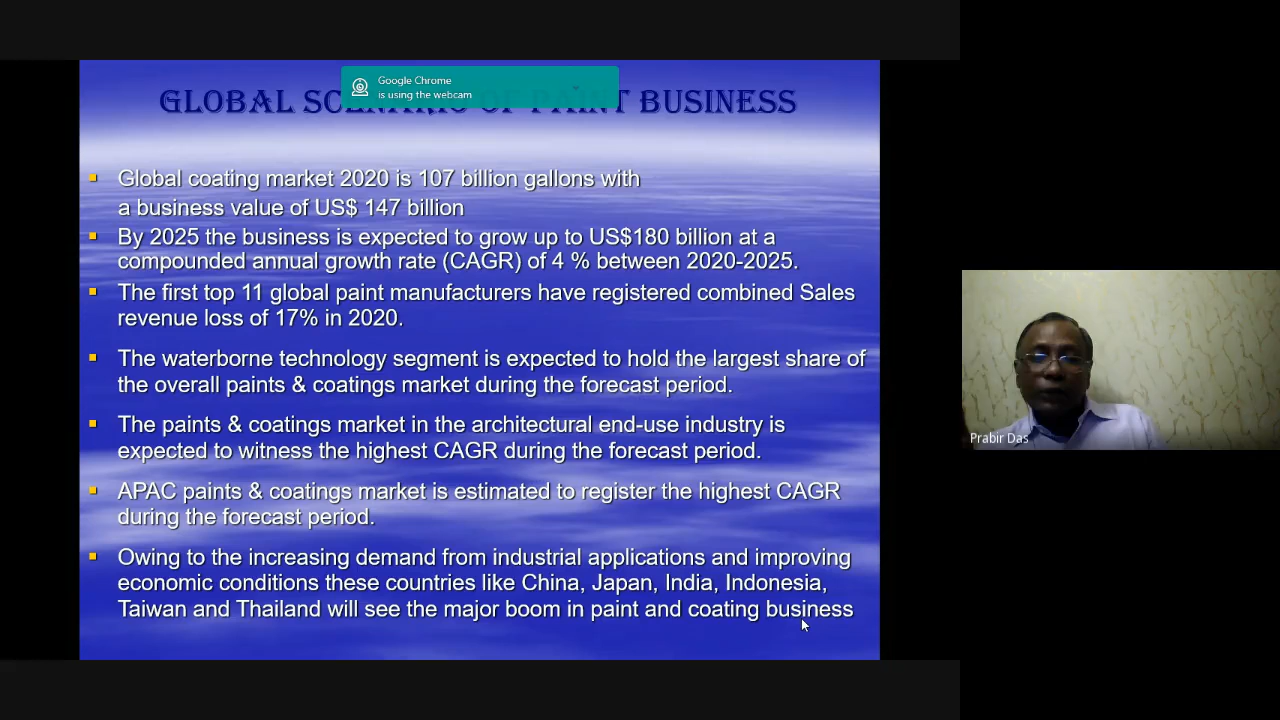 Google Chrome
is using the webcam
GLOBAL SCENARIO OF PAINT BUSINESS
Global coating market 2020 is 107 billion gallons with
a business value of US$ 147 billion
By 2025 the business is expected to grow up to US$180 billion at a
compounded annual growth rate (CAGR) of 4 % between 2020-2025.
The first top 11 global paint manufacturers have registered combined Sales
revenue loss of 17% in 2020.
The waterborne technology segment is expected to hold the largest share of
the overall paints & coatings market during the forecast period.
The paints & coatings market in the architectural end-use industry is
expected to witness the highest CAGR during the forecast period.
APAC paints & coatings market is estimated to register the highest CAGR
during the forecast period.
Owing to the increasing demand from industrial applications and improving
economic conditions these countries like China, Japan, India, Indonesia,
Taiwan and Thailand will see the major boom in paint and coating business
Prabir Das